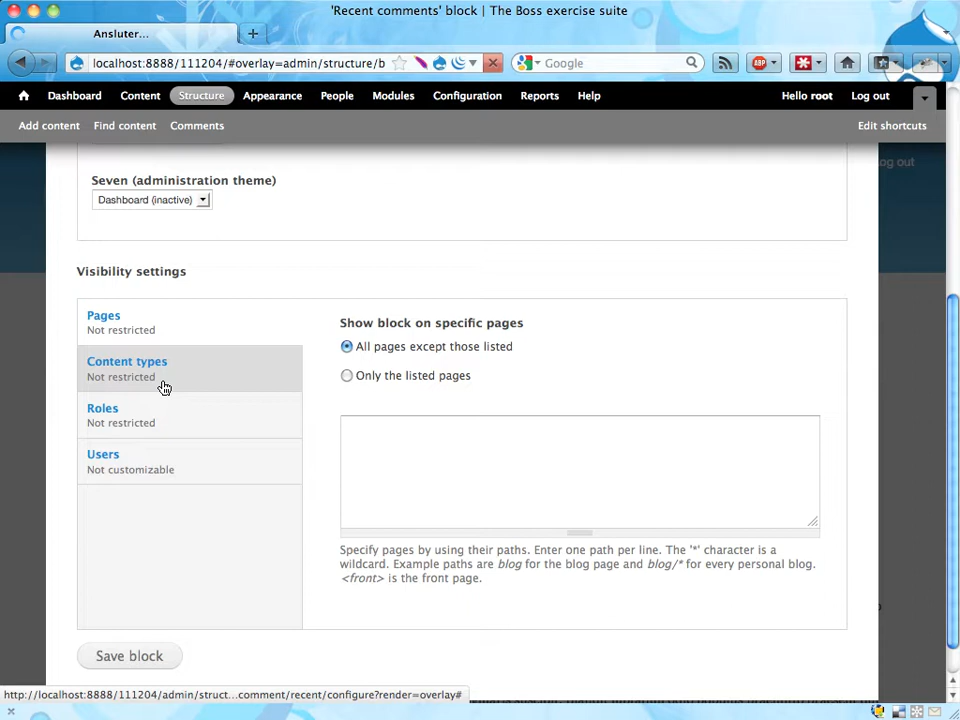 'Recent comments' block | The Boss exercise suite
Ansluter...
localhost:8888/111204/#overlay=admin/structure/b
Google
ABP
Dashboard Content Structure Appearance People Modules Configuration Reports Help Hello root Log out
Add content Find content Comments Edit shortcuts
og out
Seven (administration theme)
Dashboard (inactive)
Visibility settings
Pages
Not restricted
Content types
Not restricted
Roles
Not restricted
Users
Not customizable
Show block on specific pages
All pages except those listed
Only the listed pages
Specify pages by using their paths. Enter one path per line. The '*' character is a
wildcard. Example paths are blog for the blog page and blog/* for every personal blog.
<front> is the front page.
Save block
http://localhost:8888/111204/admin/struct...comment/recent/configure?render=overlay#